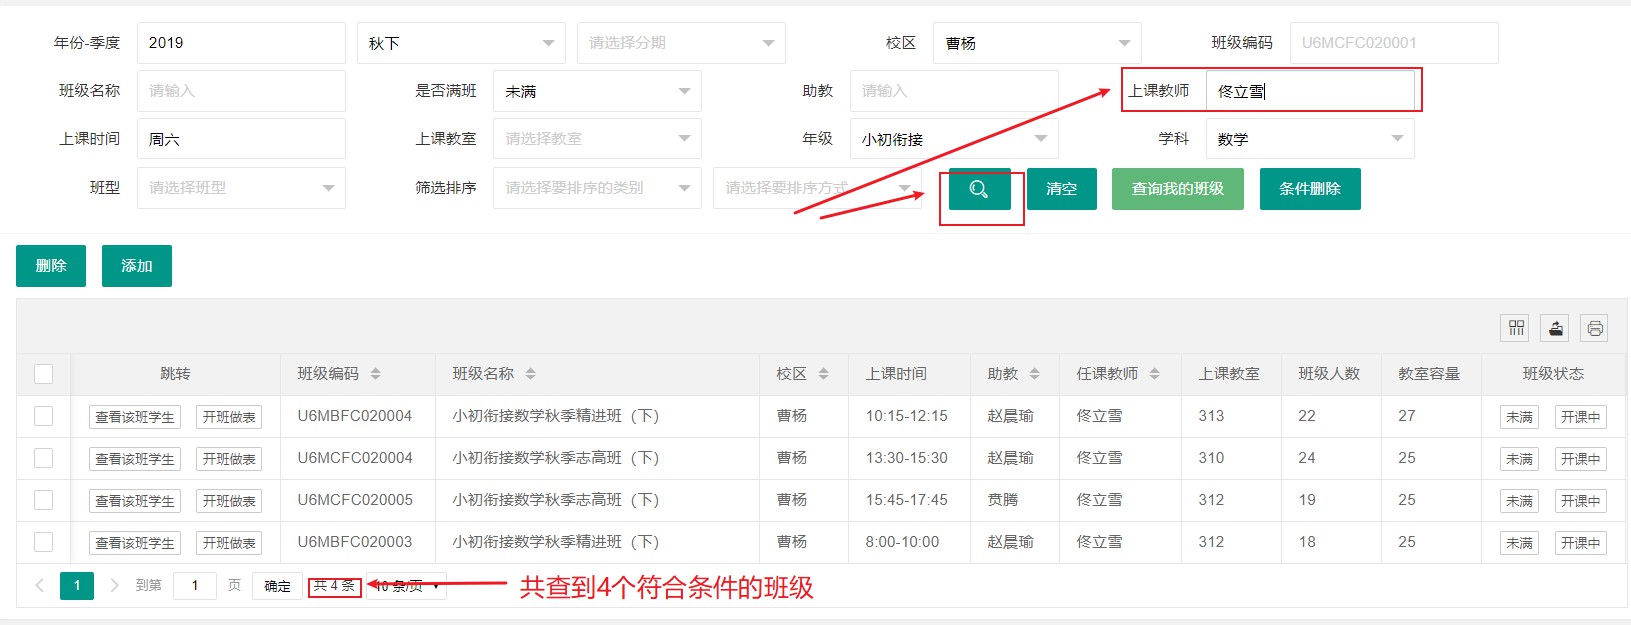 年份-季度 2019 秋下 请选择分期 校区 曹杨 班级编码 U6MCFC020001
班级名称 请输入 是否满班 未满 助教 请输入 上课教师 佟立雪
上课时间 周六 上课教室 请选择教室 年级 小初衔接 学科 数学
班型 请选择班型 筛选排序 请选择要排序的类别 请选择要排序方式 清空 查询我的班级 条件删除
删除 添加
跳转 班级编码 班级名称 校区 上课时间 助教 任课教师 上课教室 班级人数 教室容量 班级状态
查看该班学生 开班做表 U6MBFC020004 小初衔接数学秋季精进班（下） 曹杨 10:15-12:15 赵晨瑜 佟立雪 313 22 27 未满 开课中
查看该班学生 开班做表 U6MCFC020004 小初衔接数学秋季志高班（下） 曹杨 13:30-15:30 赵晨瑜 佟立雪 310 24 25 未满 开课中
查看该班学生 开班做表 U6MCFC020005 小初衔接数学秋季志高班（下） 曹杨 15:45-17:45 贲腾 佟立雪 312 19 25 未满 开课中
查看该班学生 开班做表 U6MBFC020003 小初衔接数学秋季精进班（下） 曹杨 8:00-10:00 赵晨瑜 佟立雪 312 18 25 未满 开课中
1 到第 1 页 确定 共 4 条 10 条/页 共查到4个符合条件的班级